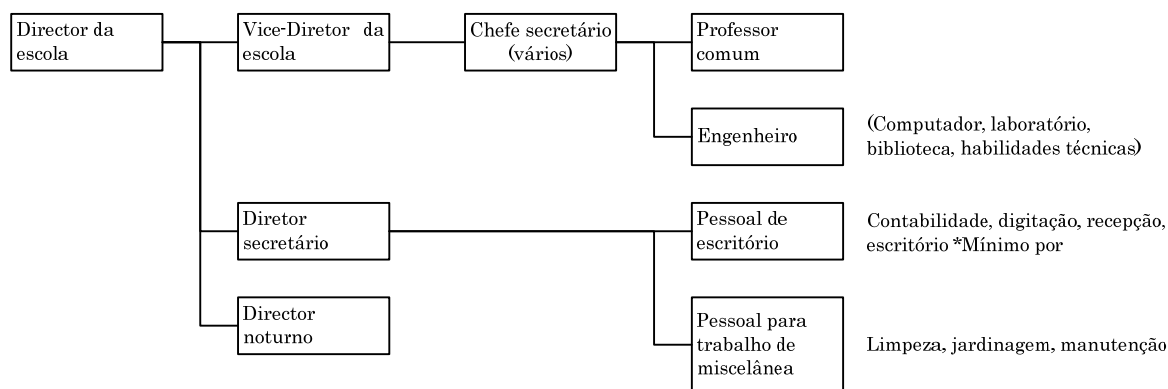 Director da
escola
Vice-Diretor da
escola
Chefe secretário
(vários)
Professor
comum
Engenheiro
(Computador, laboratório,
biblioteca, habilidades técnicas)
Diretor
secretário
Pessoal de
escritório
Contabilidade, digitação, recepção,
escritório *Mínimo por
Director
noturno
Pessoal para
trabalho de
miscelânea
Limpeza, jardinagem, manutenção